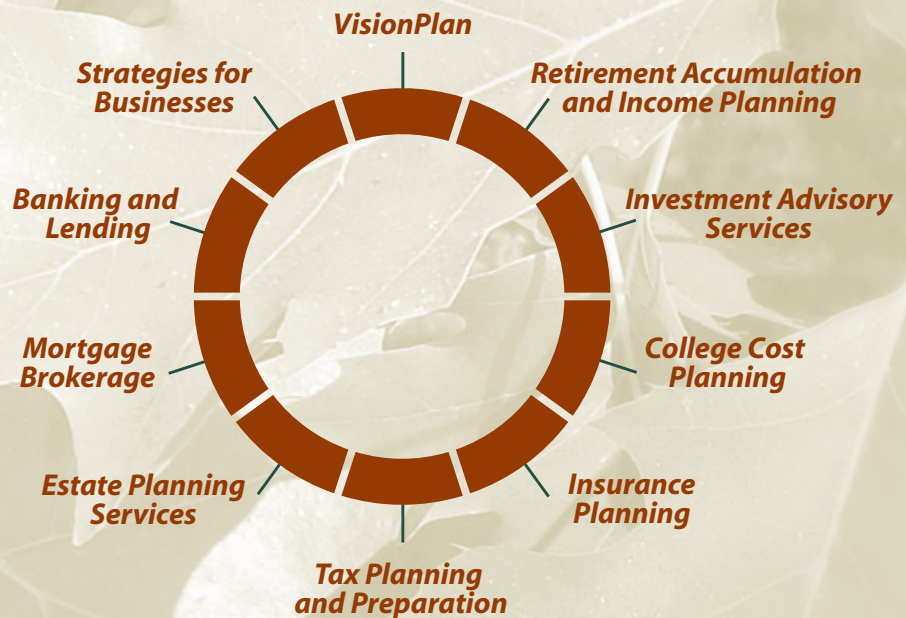 VisionPlan
Retirement Accumulation
and Income Planning
Investment Advisory
Services
College Cost
Planning
Insurance
Planning
Tax Planning
and Preparation
Estate Planning
Services
Mortgage
Brokerage
Banking and
Lending
Strategies for
Businesses